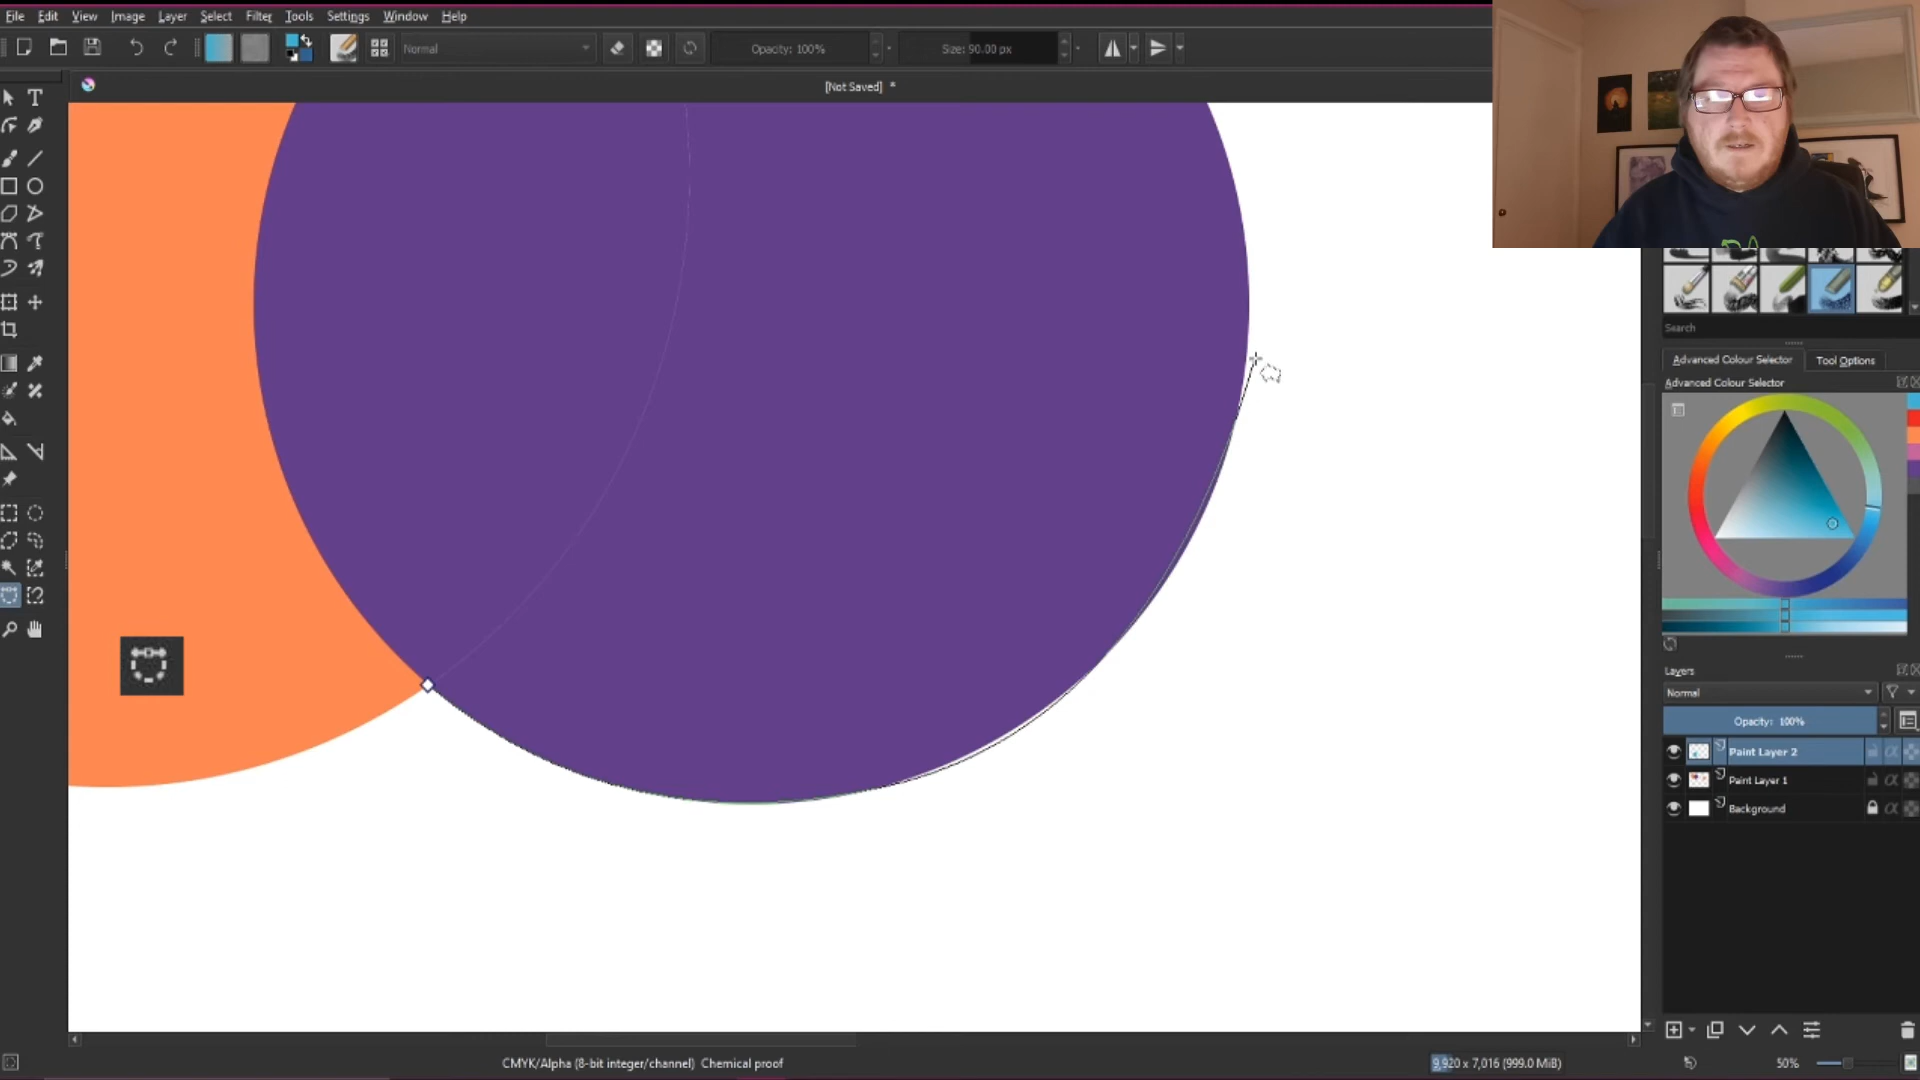 File Edit View Image Layer Select Filter Tools Settings Window Help
Normal Opacity: 100% Size: 90.00 px
[Not Saved] *
Search
Advanced Colour Selector Tool Options
Advanced Colour Selector
Layers
Normal
Opacity: 100%
Paint Layer 2
Paint Layer 1
Background
CMYK/Alpha (8-bit integer/channel) Chemical proof 9,920 x 7,016 (999.0 MiB) 50%